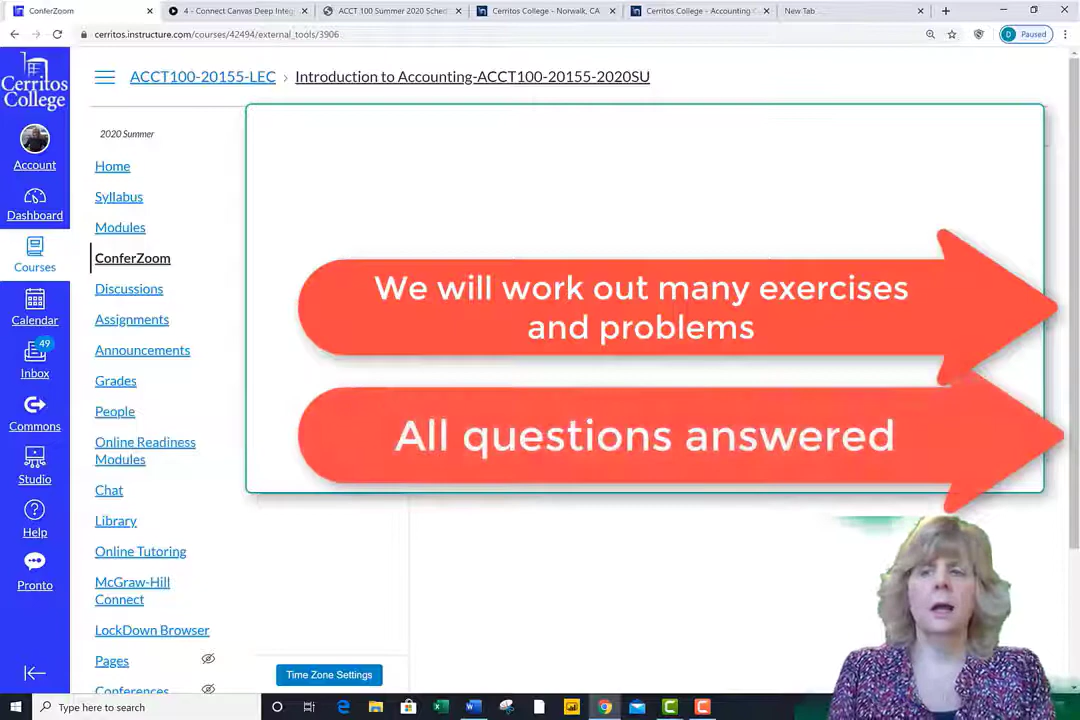 ConferZoom
4 - Connect Canvas Deep Integ
ACCT 100 Summer 2020 Sched
Cerritos College - Norwalk, CA
Cerritos College - Accounting C
New Tab
cerritos.instructure.com/courses/42494/external_tools/3906
D
Paused
Cerritos
College
Account
Dashboard
Courses
Calendar
49
Inbox
Commons
Studio
Help
Pronto
ACCT100-20155-LEC
Introduction to Accounting-ACCT100-20155-2020SU
2020 Summer
Home
Syllabus
Modules
ConferZoom
Discussions
Assignments
Announcements
Grades
People
Online Readiness
Modules
Chat
Library
Online Tutoring
McGraw-Hill
Connect
LockDown Browser
Pages
Conferences
We will work out many exercises
and problems
All questions answered
Time Zone Settings
Type here to search